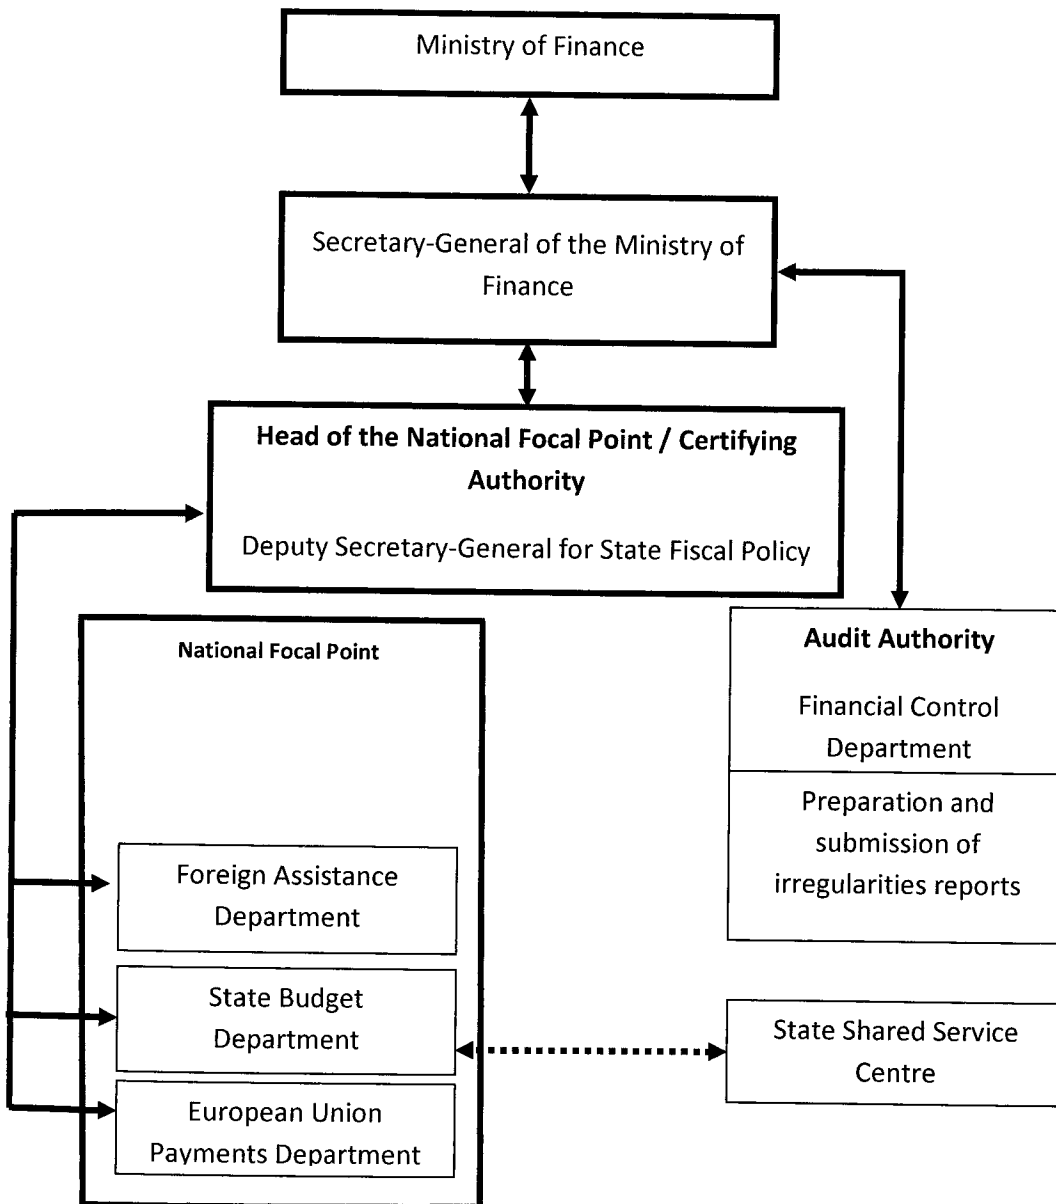 Ministry of Finance
Secretary-General of the Ministry of
Finance
Head of the National Focal Point / Certifying
Authority
Deputy Secretary-General for State Fiscal Policy
National Focal Point
Foreign Assistance
Department
State Budget
Department
European Union
Payments Department
Audit Authority
Financial Control
Department
Preparation and
submission of
irregularities reports
State Shared Service
Centre